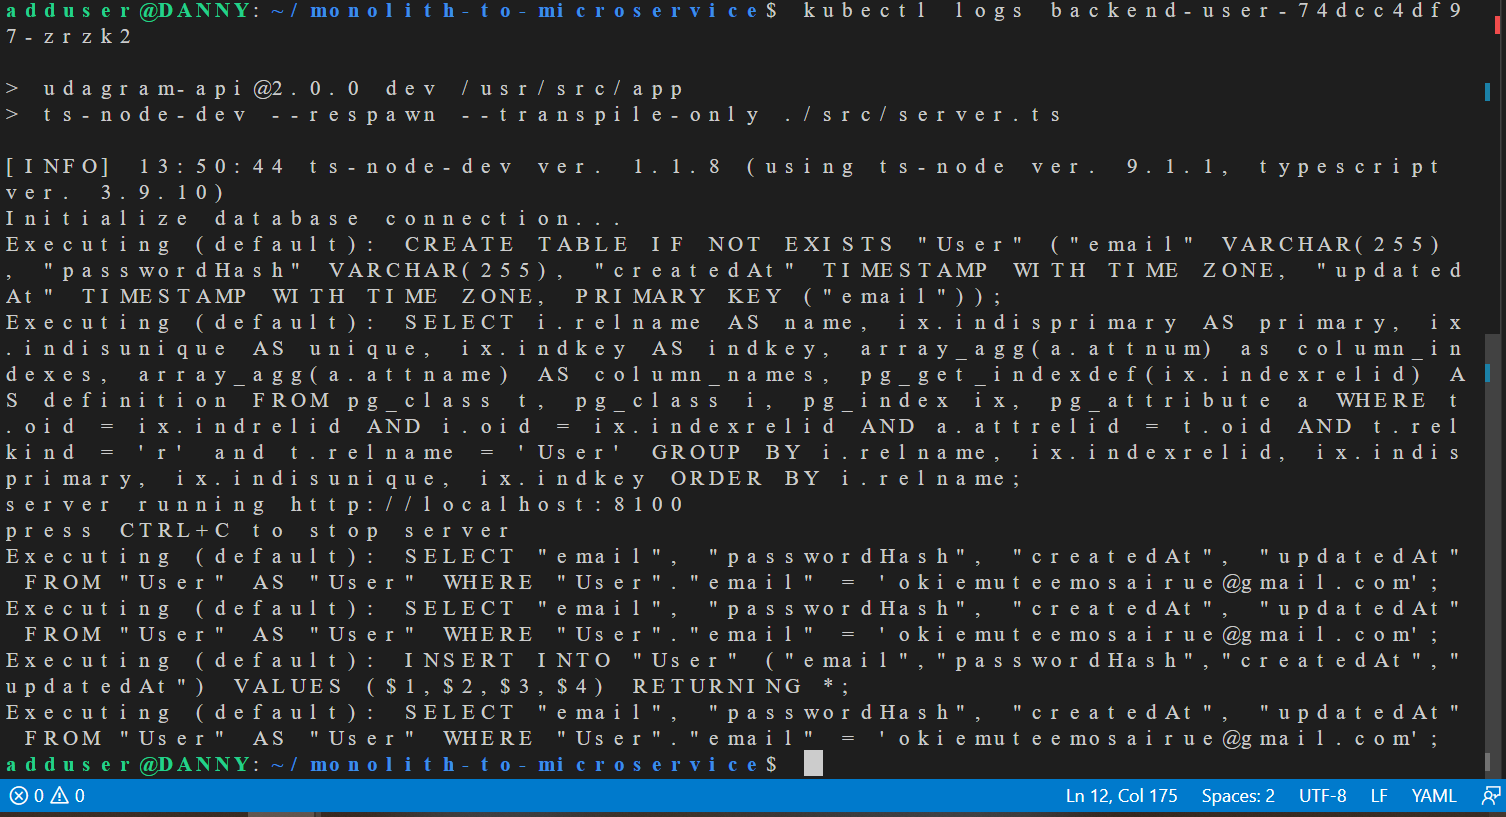 adduser@DANNY:~/monolith-to-microservice$ kubectl logs backend-user-74dcc4df9
7-zrzk2
> udagram-api@2.0.0 dev /usr/src/app
> ts-node-dev --respawn --transpile-only ./src/server.ts
[INFO] 13:50:44 ts-node-dev ver. 1.1.8 (using ts-node ver. 9.1.1, typescript
ver. 3.9.10)
Initialize database connection...
Executing (default): CREATE TABLE IF NOT EXISTS "User" ("email" VARCHAR(255)
, "passwordHash" VARCHAR(255), "createdAt" TIMESTAMP WITH TIME ZONE, "updated
At" TIMESTAMP WITH TIME ZONE, PRIMARY KEY ("email"));
Executing (default): SELECT i.relname AS name, ix.indisprimary AS primary, ix
.indisunique AS unique, ix.indkey AS indkey, array_agg(a.attnum) as column_in
dexes, array_agg(a.attname) AS column_names, pg_get_indexdef(ix.indexrelid) A
S definition FROM pg_class t, pg_class i, pg_index ix, pg_attribute a WHERE t
.oid = ix.indrelid AND i.oid = ix.indexrelid AND a.attrelid = t.oid AND t.rel
kind = 'r' and t.relname = 'User' GROUP BY i.relname, ix.indexrelid, ix.indis
primary, ix.indisunique, ix.indkey ORDER BY i.relname;
server running http://localhost:8100
press CTRL+C to stop server
Executing (default): SELECT "email", "passwordHash", "createdAt", "updatedAt"
FROM "User" AS "User" WHERE "User"."email" = 'okiemuteemosairue@gmail.com';
Executing (default): SELECT "email", "passwordHash", "createdAt", "updatedAt"
FROM "User" AS "User" WHERE "User"."email" = 'okiemuteemosairue@gmail.com';
Executing (default): INSERT INTO "User" ("email","passwordHash","createdAt","
updatedAt") VALUES ($1,$2,$3,$4) RETURNING *;
Executing (default): SELECT "email", "passwordHash", "createdAt", "updatedAt"
FROM "User" AS "User" WHERE "User"."email" = 'okiemuteemosairue@gmail.com';
adduser@DANNY:~/monolith-to-microservice$
0 0 Ln 12, Col 175 Spaces: 2 UTF-8 LF YAML